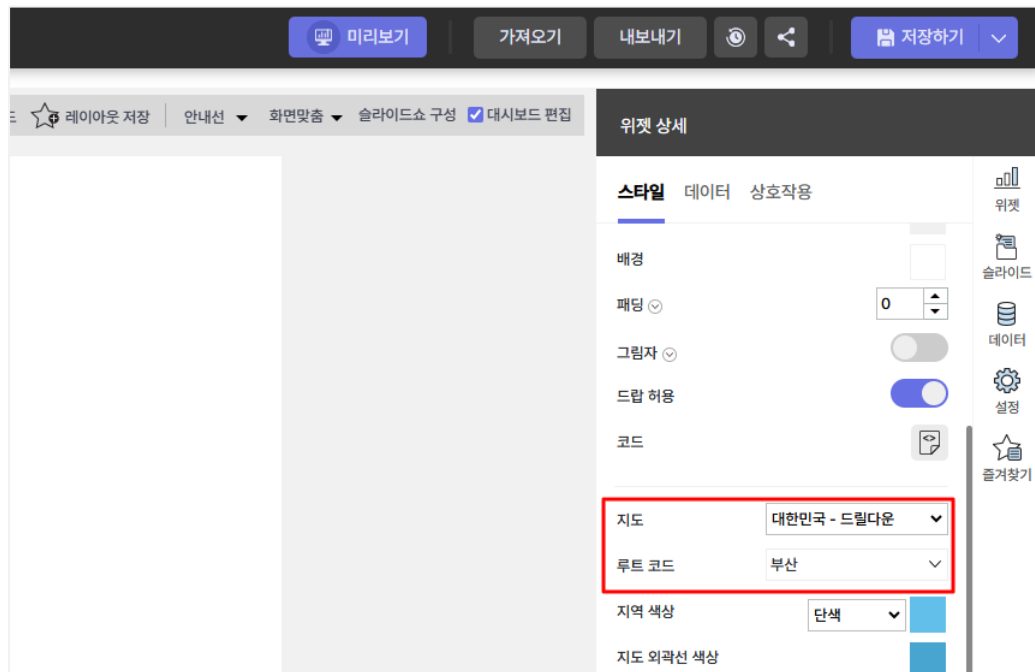 미리보기 가져오기 내보내기 저장하기
레이아웃 저장 안내선 화면맞춤 슬라이드쇼 구성 대시보드 편집
위젯 상세
스타일 데이터 상호작용
위젯
배경
슬라이드
패딩 0
데이터
그림자
드랍 허용
설정
코드
즐겨찾기
지도 대한민국 - 드릴다운
루트 코드 부산
지역 색상 단색
지도 외곽선 색상